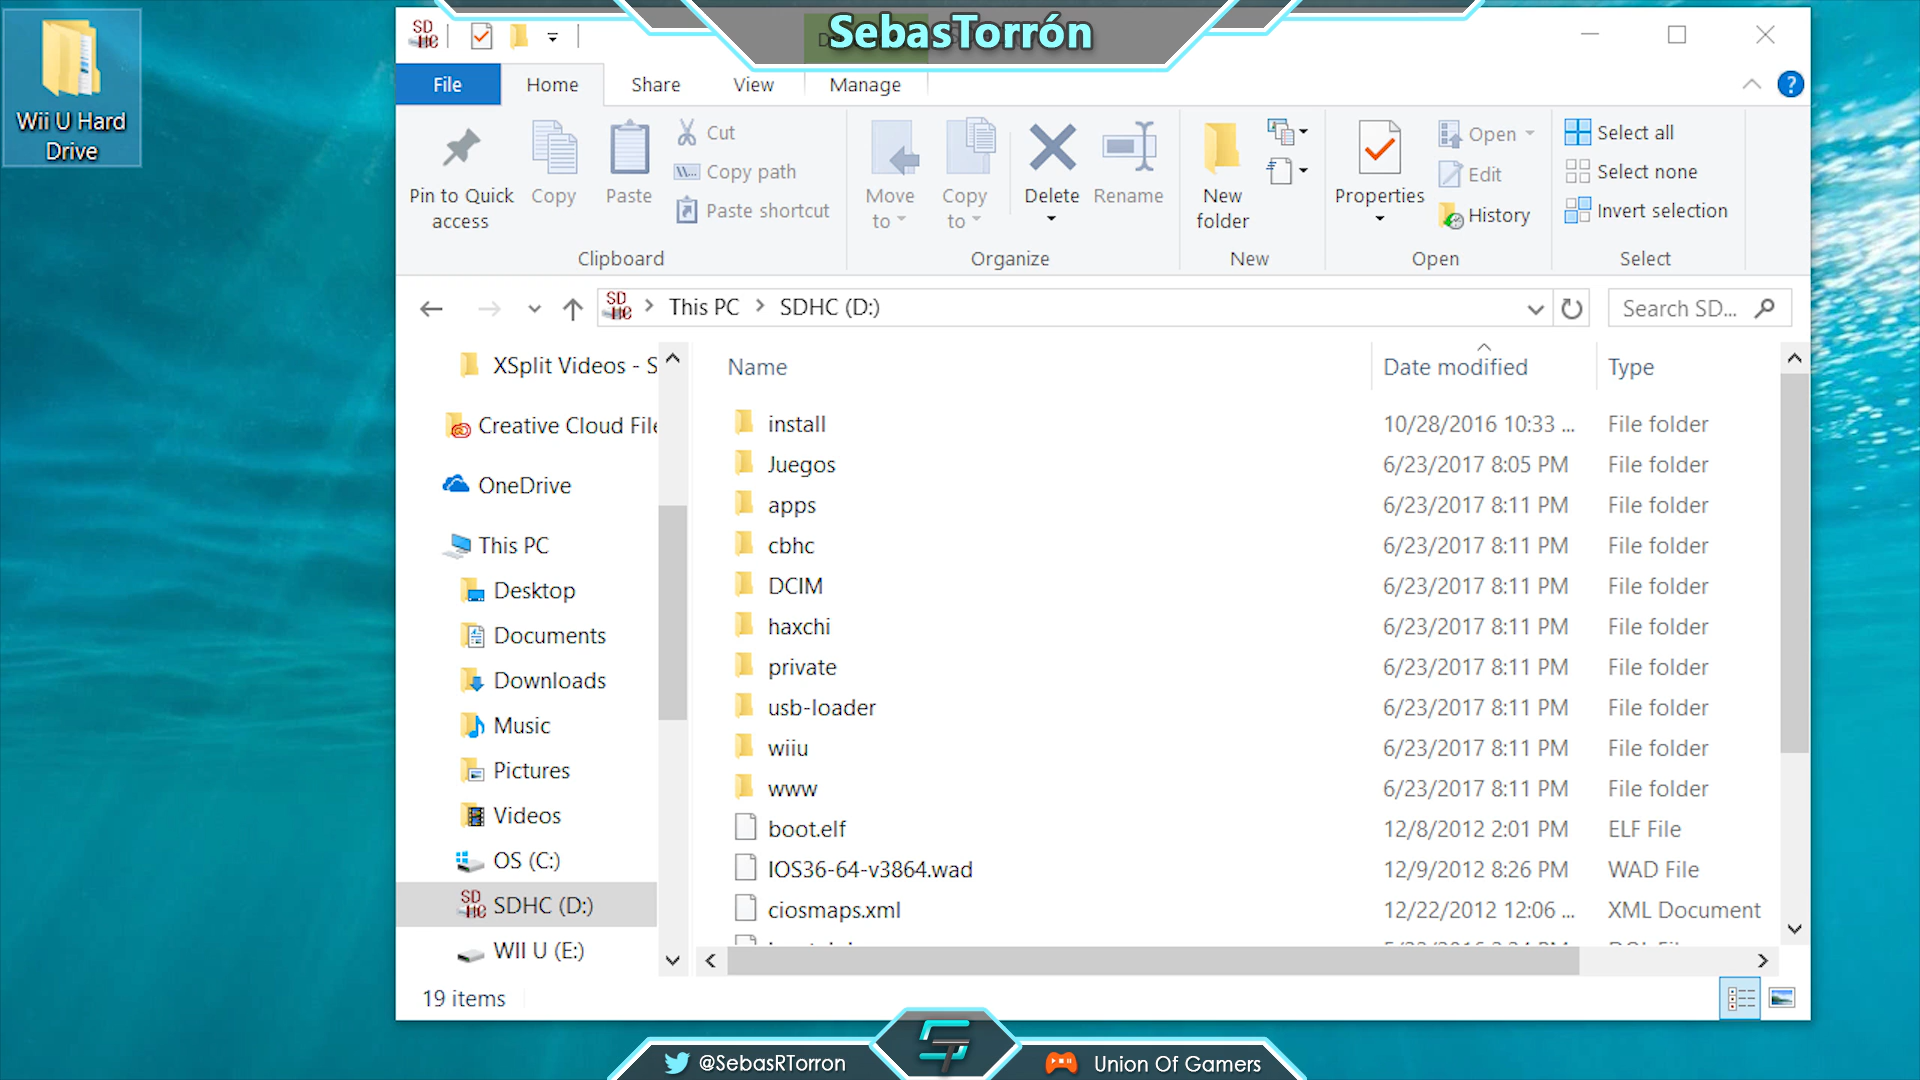 SebasTorrón
Wii U Hard
Drive
SD
HC
File
Home
Share
View
Manage
?
Pin to Quick
access
Copy
Paste
Cut
Copy path
Paste shortcut
Clipboard
Move
to
Copy
to
Delete
Rename
Organize
New
folder
New
Properties
Open
Edit
History
Open
Select all
Select none
Invert selection
Select
SD
HC
This PC
SDHC (D:)
Search SD...
XSplit Videos - S
Creative Cloud File
OneDrive
This PC
Desktop
Documents
Downloads
Music
Pictures
Videos
OS (C:)
SD
HC
SDHC (D:)
WII U (E:)
Name Date modified Type
install 10/28/2016 10:33 ... File folder
Juegos 6/23/2017 8:05 PM File folder
apps 6/23/2017 8:11 PM File folder
cbhc 6/23/2017 8:11 PM File folder
DCIM 6/23/2017 8:11 PM File folder
haxchi 6/23/2017 8:11 PM File folder
private 6/23/2017 8:11 PM File folder
usb-loader 6/23/2017 8:11 PM File folder
wiiu 6/23/2017 8:11 PM File folder
www 6/23/2017 8:11 PM File folder
boot.elf 12/8/2012 2:01 PM ELF File
IOS36-64-v3864.wad 12/9/2012 8:26 PM WAD File
ciosmaps.xml 12/22/2012 12:06 ... XML Document
19 items
@SebasRTorron
ST
Union Of Gamers